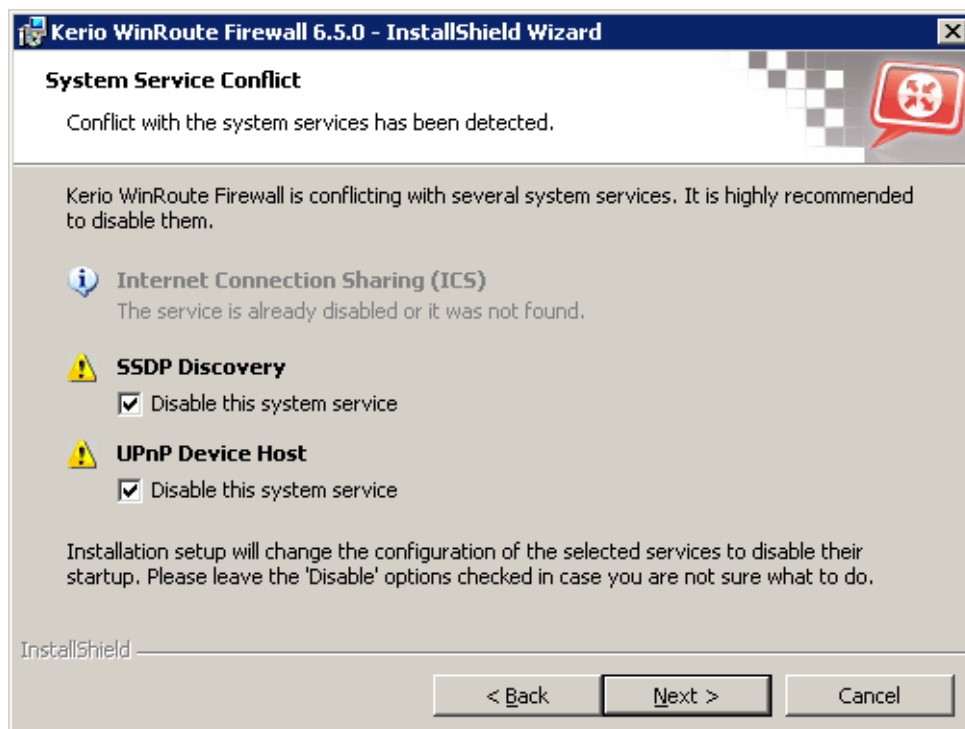 Kerio WinRoute Firewall 6.5.0 - InstallShield Wizard
System Service Conflict
Conflict with the system services has been detected.
Kerio WinRoute Firewall is conflicting with several system services. It is highly recommended
to disable them.
Internet Connection Sharing (ICS)
The service is already disabled or it was not found.
SSDP Discovery
Disable this system service
UPnP Device Host
Disable this system service
Installation setup will change the configuration of the selected services to disable their
startup. Please leave the 'Disable' options checked in case you are not sure what to do.
InstallShield
< Back Next > Cancel